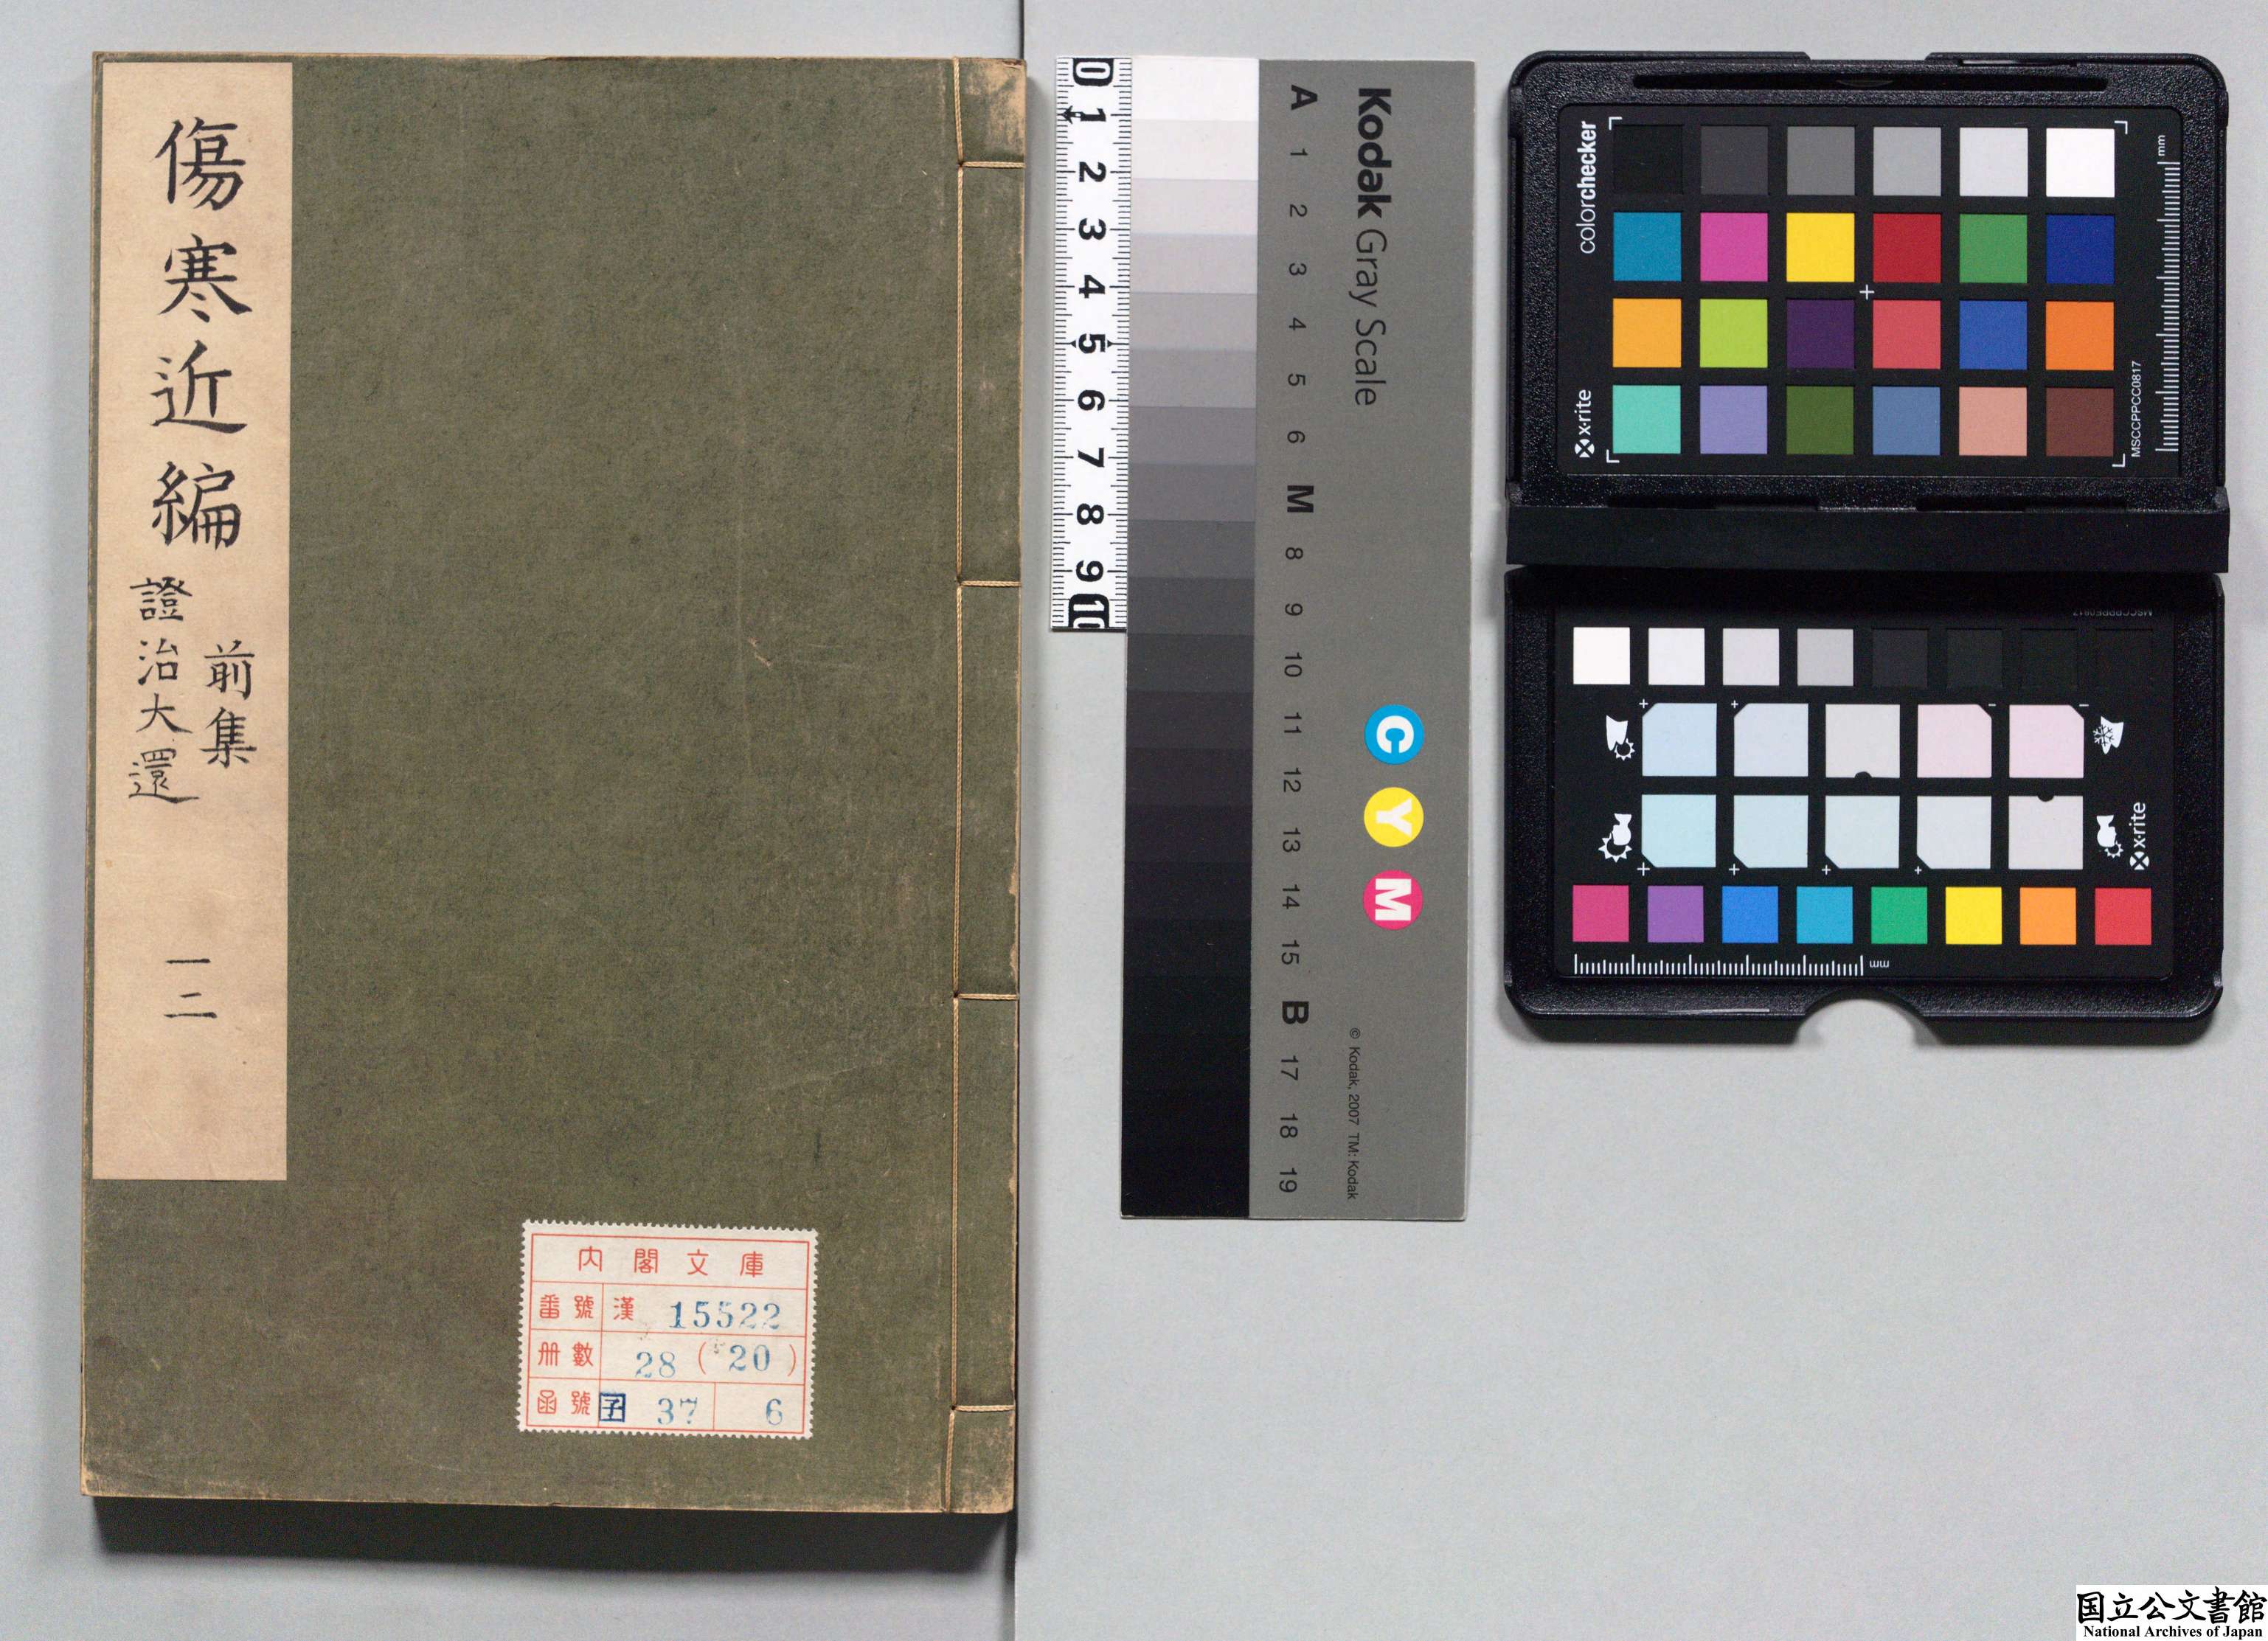 傷寒近編
前集
證治大還
一二
内閣文庫
番號 漢 15522
冊數 28 (20)
函號 子 37 6
0 1 2 3 4 5 6 7 8 9 10
Kodak Gray Scale
A 1 2 3 4 5 6 M 8 9 10 11 12 13 14 15 B 17 18 19
C Y M
© Kodak, 2007 TM: Kodak
colorchecker
x-rite
mm
MSCCPPCC0817
MSCCPPPE0817
x-rite
mm
国立公文書館
National Archives of Japan